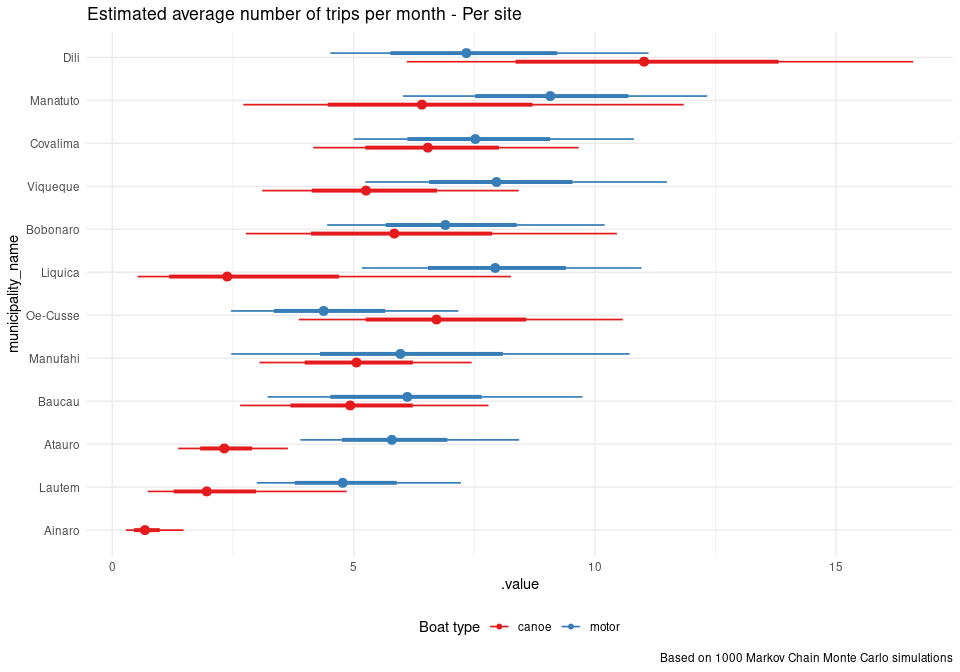 Estimated average number of trips per month - Per site
Dili
Manatuto
Covalima
Viqueque
Bobonaro
Liquica
Oe-Cusse
Manufahi
Baucau
Atauro
Lautem
Ainaro
municipality_name
0 5 10 15
.value
Boat type canoe motor
Based on 1000 Markov Chain Monte Carlo simulations